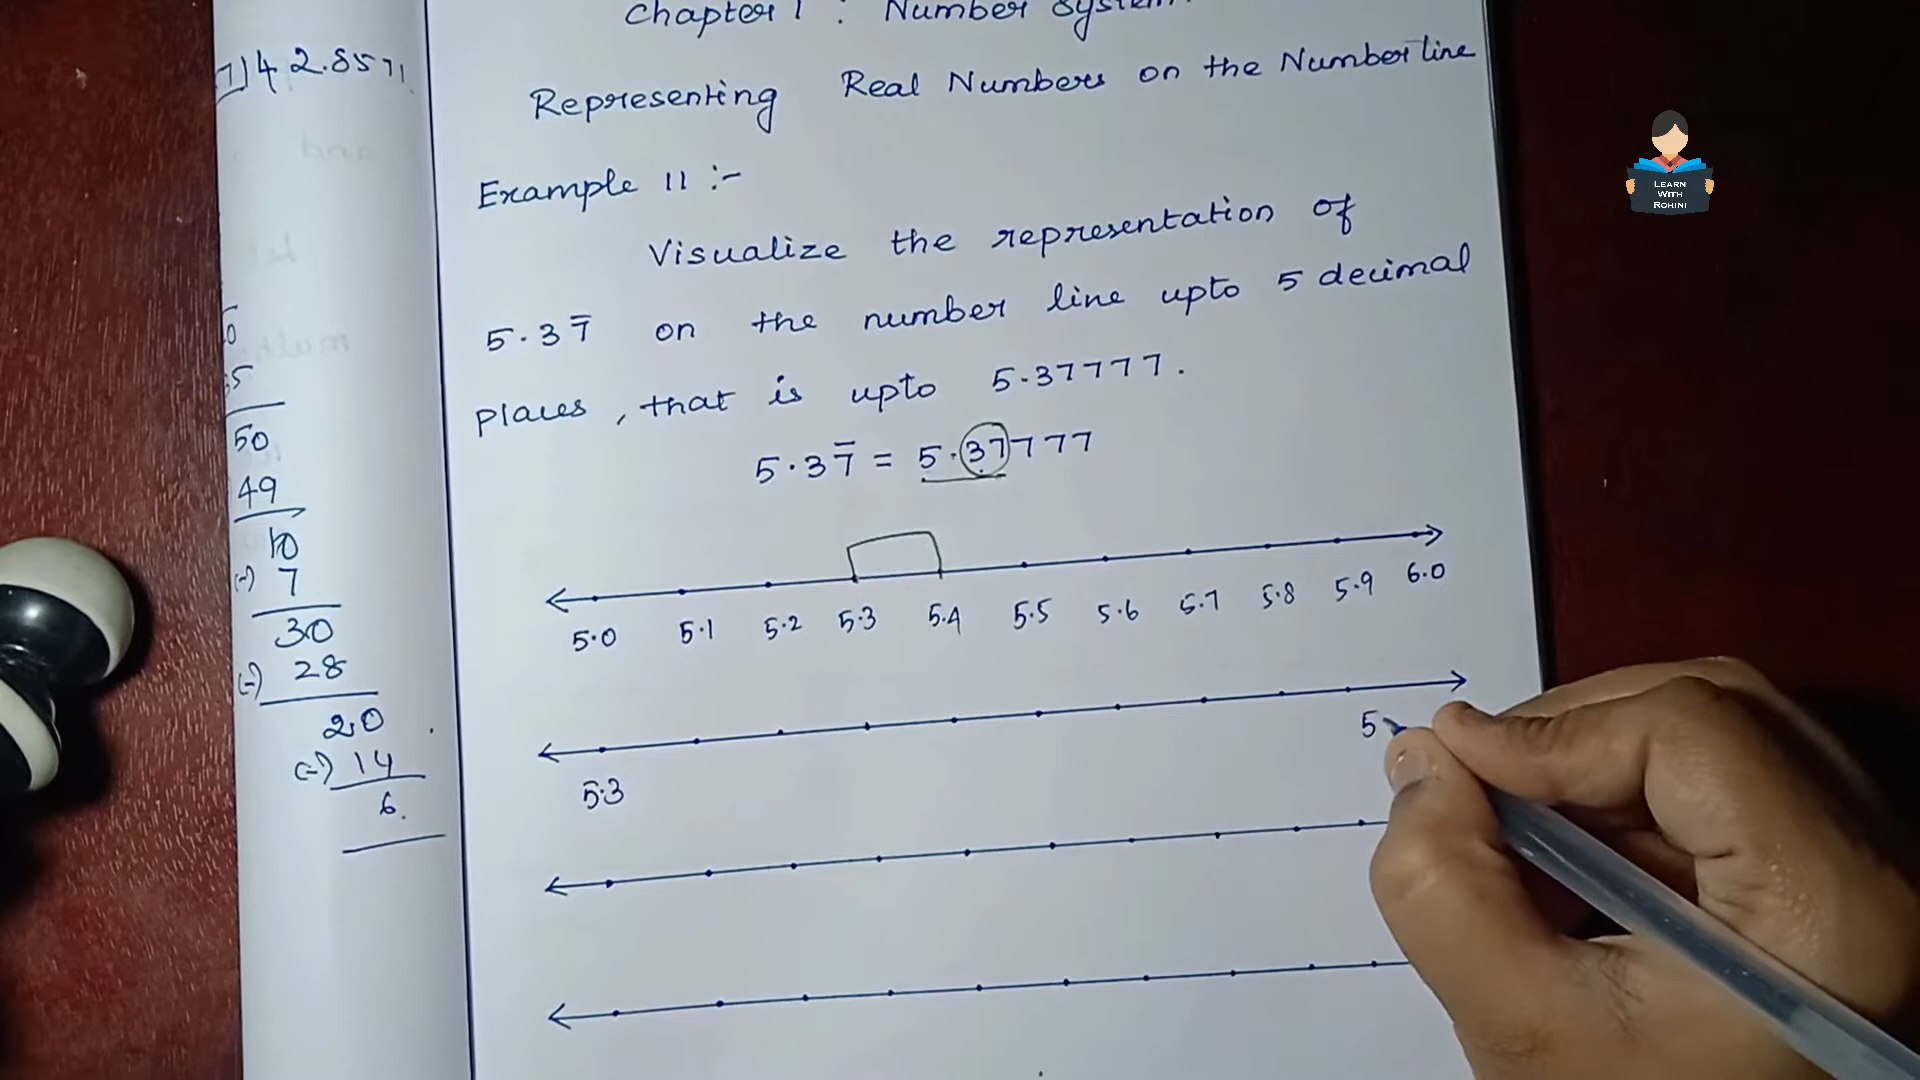 Chapter 1 : Number System.
Representing Real Numbers on the Number line
Example 11 :-
Visualize the representation of
5.37̅ on the number line upto 5 decimal
places, that is upto 5.37777.
5.37̅ = 5.37777
5.0 5.1 5.2 5.3 5.4 5.5 5.6 5.7 5.8 5.9 6.0
5.3 5.
7)42.8571
50
49
10
(-) 7
30
(-) 28
20
(-) 14
6.
LEARN
WITH
ROHINI